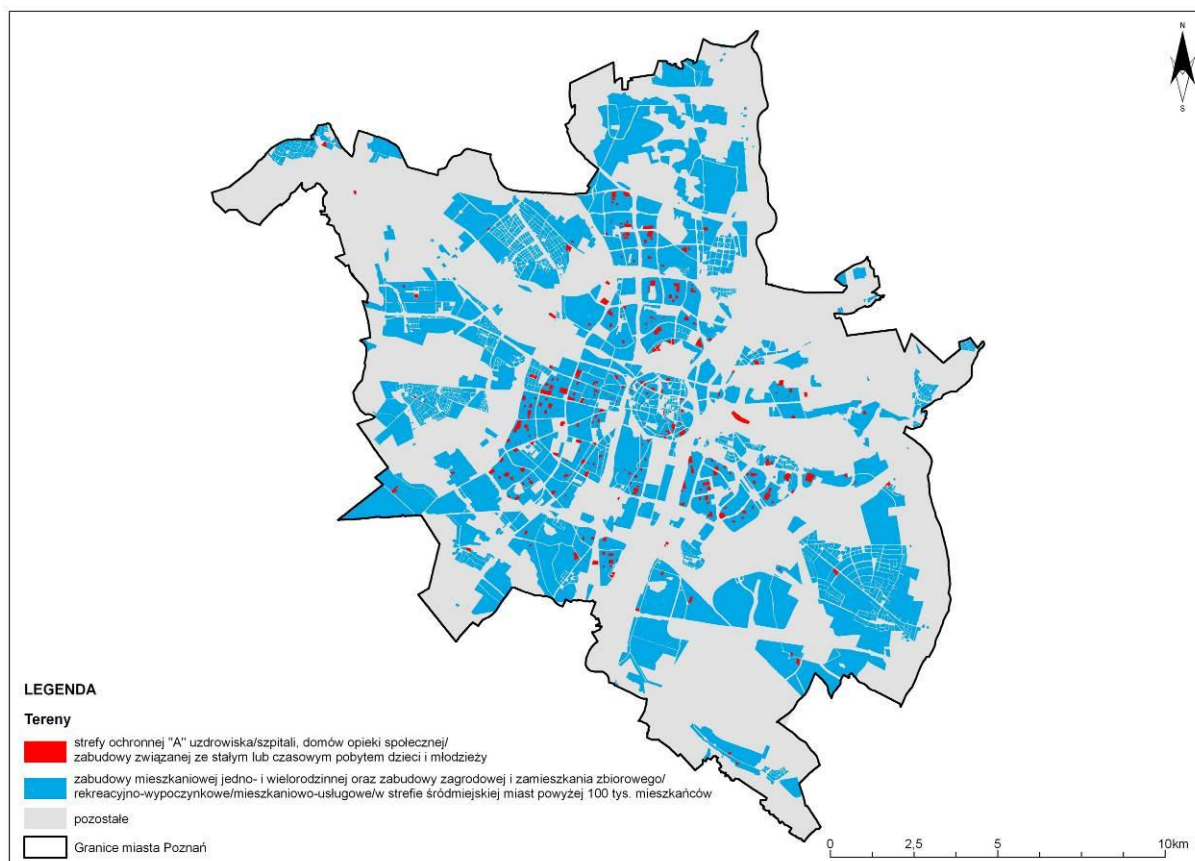 N
S
LEGENDA
Tereny
strefy ochronnej "A" uzdrowiska/szpitali, domów opieki społecznej/
zabudowy związanej ze stałym lub czasowym pobytem dzieci i młodzieży
zabudowy mieszkaniowej jedno- i wielorodzinnej oraz zabudowy zagrodowej i zamieszkania zbiorowego/
rekreacyjno-wypoczynkowe/mieszkaniowo-usługowe/w strefie śródmiejskiej miast powyżej 100 tys. mieszkańców
pozostałe
Granice miasta Poznań
0 2,5 5 10km